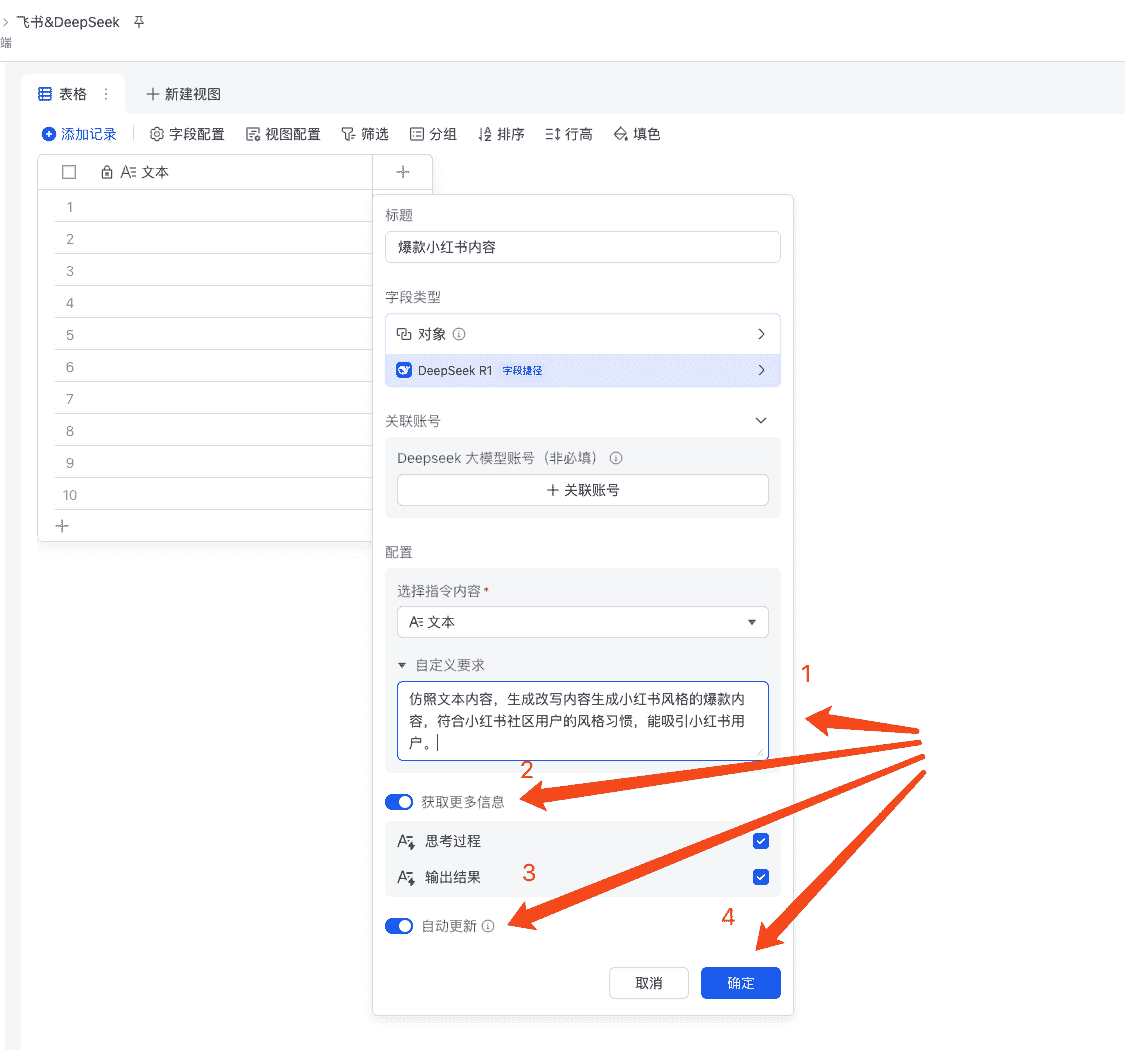 飞书&DeepSeek
端
表格
新建视图
添加记录 字段配置 视图配置 筛选 分组 排序 行高 填色
文本
1
2
3
4
5
6
7
8
9
10
标题
爆款小红书内容
字段类型
对象
DeepSeek R1 字段捷径
关联账号
Deepseek 大模型账号（非必填）
+ 关联账号
配置
选择指令内容*
文本
自定义要求
仿照文本内容，生成改写内容生成小红书风格的爆款内
容，符合小红书社区用户的风格习惯，能吸引小红书用
户。
1
2
获取更多信息
思考过程
输出结果
3
自动更新
4
取消 确定